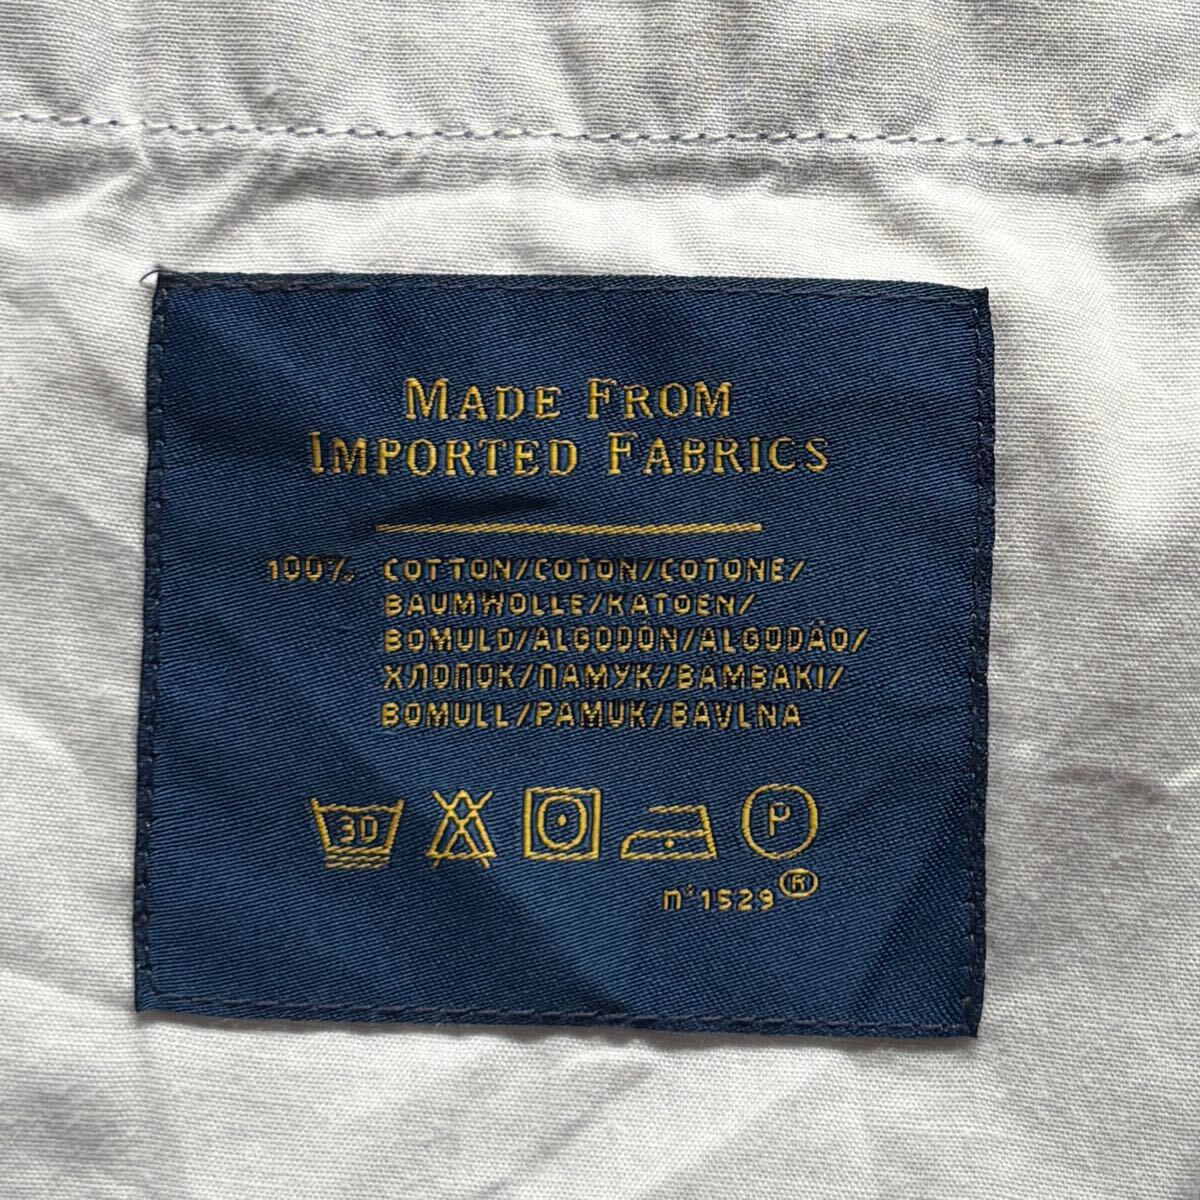 MADE FROM
IMPORTED FABRICS
100% COTTON/COTON/COTONE/
BAUMWOLLE/KATOEN/
BOMULD/ALGODÓN/ALGODÃO/
ХЛОПОК/ПАМУК/BAMBAKI/
BOMULL/PAMUK/BAVLNA
30 P
n°1529®